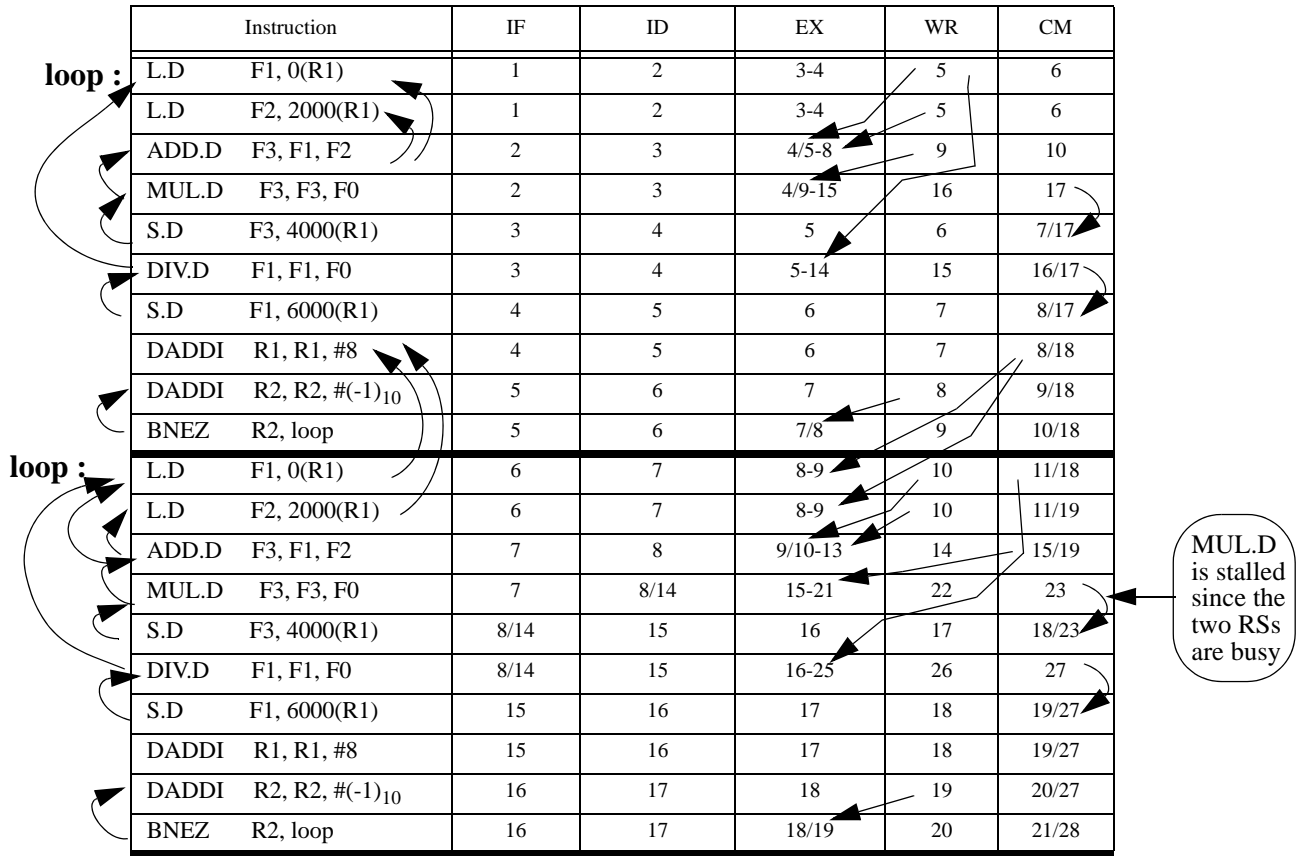 Instruction IF ID EX WR CM
loop : L.D F1, 0(R1) 1 2 3-4 5 6
L.D F2, 2000(R1) 1 2 3-4 5 6
ADD.D F3, F1, F2 2 3 4/5-8 9 10
MUL.D F3, F3, F0 2 3 4/9-15 16 17
S.D F3, 4000(R1) 3 4 5 6 7/17
DIV.D F1, F1, F0 3 4 5-14 15 16/17
S.D F1, 6000(R1) 4 5 6 7 8/17
DADDI R1, R1, #8 4 5 6 7 8/18
DADDI R2, R2, #(-1)10 5 6 7 8 9/18
BNEZ R2, loop 5 6 7/8 9 10/18
loop : L.D F1, 0(R1) 6 7 8-9 10 11/18
L.D F2, 2000(R1) 6 7 8-9 10 11/19
ADD.D F3, F1, F2 7 8 9/10-13 14 15/19
MUL.D F3, F3, F0 7 8/14 15-21 22 23
S.D F3, 4000(R1) 8/14 15 16 17 18/23
DIV.D F1, F1, F0 8/14 15 16-25 26 27
S.D F1, 6000(R1) 15 16 17 18 19/27
DADDI R1, R1, #8 15 16 17 18 19/27
DADDI R2, R2, #(-1)10 16 17 18 19 20/27
BNEZ R2, loop 16 17 18/19 20 21/28
MUL.D
is stalled
since the
two RSs
are busy